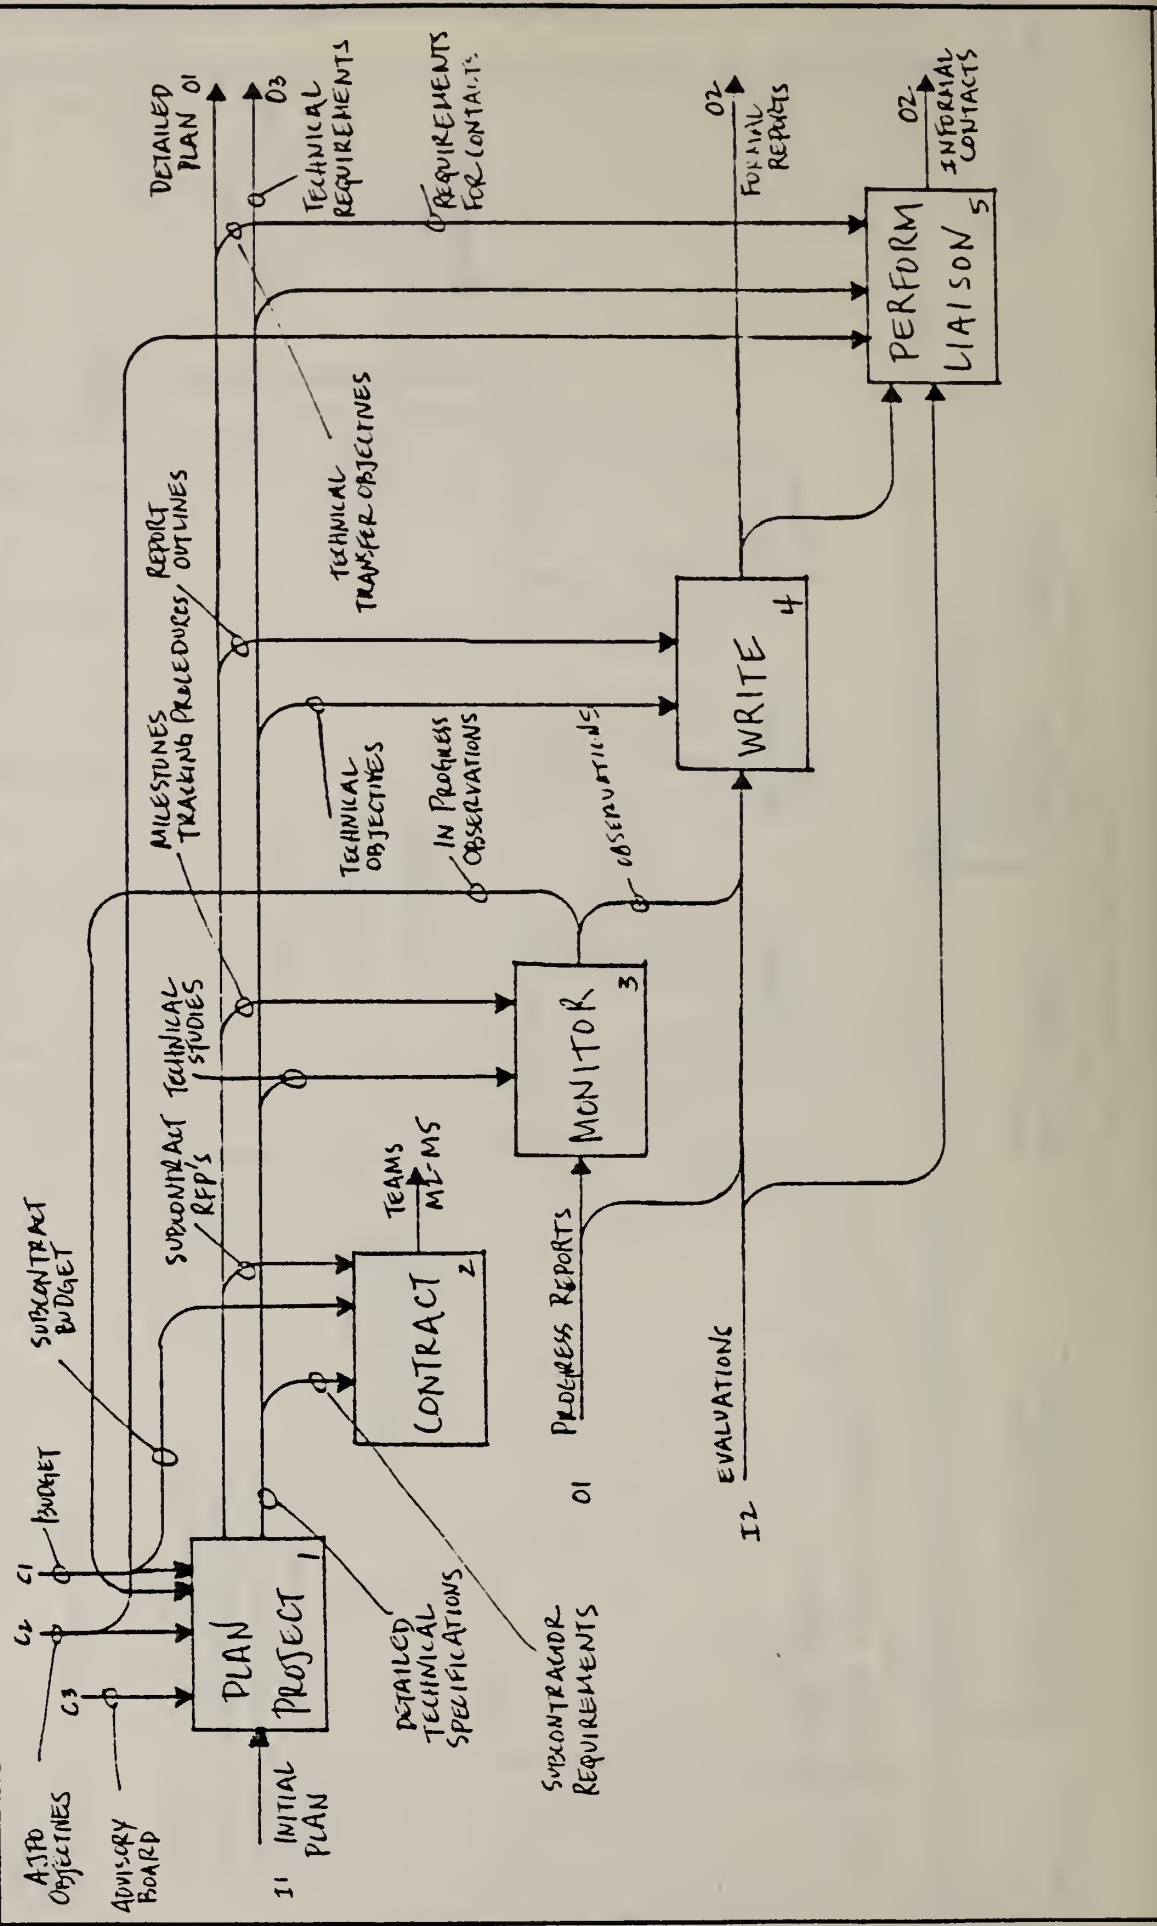 AJPO
OBJECTIVES
ADVISORY
BOARD
C3
C2
C1
BUDGET
SUBCONTRACT
BUDGET
I1
INITIAL
PLAN
PLAN
PROJECT
1
DETAILED
TECHNICAL
SPECIFICATIONS
SUBCONTRACTOR
REQUIREMENTS
SUBCONTRACT
RFP'S
CONTRACT
2
TEAMS
M2-M5
TECHNICAL
STUDIES
MILESTONES
TRACKING PROCEDURES
O1
PROGRESS REPORTS
MONITOR
3
IN PROGRESS
OBSERVATIONS
OBSERVATIONS
I2
EVALUATIONS
REPORT
OUTLINES
TECHNICAL
OBJECTIVES
WRITE
4
TECHNICAL
TRANSFER OBJECTIVES
DETAILED
PLAN
O1
O3
TECHNICAL
REQUIREMENTS
REQUIREMENTS
FOR CONTACTS
O2
FORMAL
REPORTS
PERFORM
LIAISON
5
O2
INFORMAL
CONTACTS